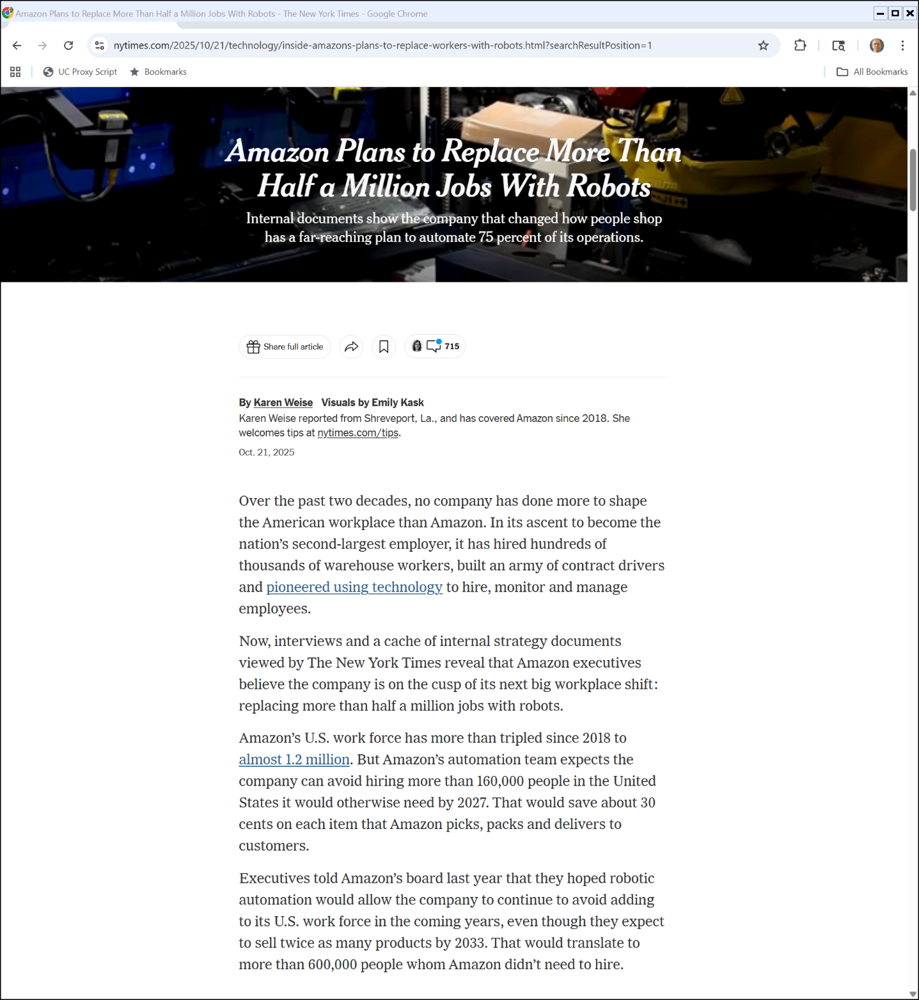 Amazon Plans to Replace More Than Half a Million Jobs With Robots - The New York Times - Google Chrome
nytimes.com/2025/10/21/technology/inside-amazons-plans-to-replace-workers-with-robots.html?searchResultPosition=1
UC Proxy Script
Bookmarks
All Bookmarks
Amazon Plans to Replace More Than
Half a Million Jobs With Robots
Internal documents show the company that changed how people shop
has a far-reaching plan to automate 75 percent of its operations.
Share full article
715
By Karen Weise Visuals by Emily Kask
Karen Weise reported from Shreveport, La., and has covered Amazon since 2018. She
welcomes tips at nytimes.com/tips.
Oct. 21, 2025
Over the past two decades, no company has done more to shape
the American workplace than Amazon. In its ascent to become the
nation’s second-largest employer, it has hired hundreds of
thousands of warehouse workers, built an army of contract drivers
and pioneered using technology to hire, monitor and manage
employees.
Now, interviews and a cache of internal strategy documents
viewed by The New York Times reveal that Amazon executives
believe the company is on the cusp of its next big workplace shift:
replacing more than half a million jobs with robots.
Amazon’s U.S. work force has more than tripled since 2018 to
almost 1.2 million. But Amazon’s automation team expects the
company can avoid hiring more than 160,000 people in the United
States it would otherwise need by 2027. That would save about 30
cents on each item that Amazon picks, packs and delivers to
customers.
Executives told Amazon’s board last year that they hoped robotic
automation would allow the company to continue to avoid adding
to its U.S. work force in the coming years, even though they expect
to sell twice as many products by 2033. That would translate to
more than 600,000 people whom Amazon didn’t need to hire.